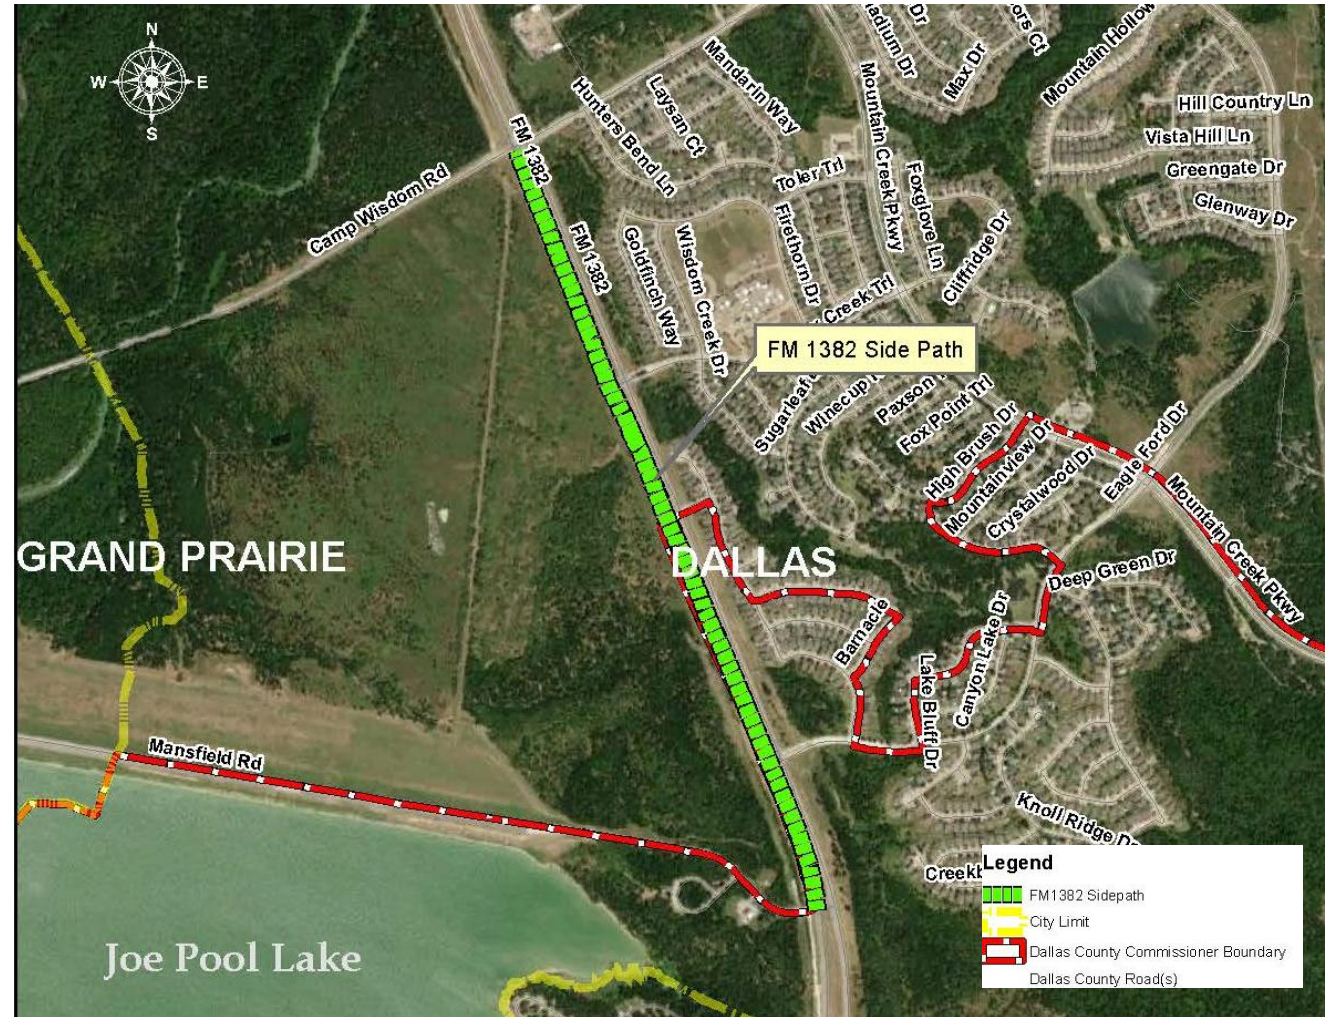 N
W E
S
FM 1382
FM 1382
Camp Wisdom Rd
Hunters Bend Ln
Laysan Ct
Mandarin Way
Mountain Creek Pkwy
Dr
Max Dr
Ct
Mountain Hollow
Hill Country Ln
Vista Hill Ln
Greengate Dr
Glenway Dr
Toler Trl
Foxglove Ln
Cliffridge Dr
Firethorn Dr
Goldfinch Way
Wisdom Creek Dr
Creek Trl
FM 1382 Side Path
Sugarleaf
Winecup
Paxson
Fox Point Trl
High Brush Dr
Mountainview Dr
Crystalwood Dr
Eagle Ford Dr
Mountain Creek Pkwy
GRAND PRAIRIE
DALLAS
Deep Green Dr
Barnacle
Lake Bluff Dr
Canyon Lake Dr
Mansfield Rd
Knoll Ridge Dr
Joe Pool Lake
Legend
FM1382 Sidepath
City Limit
Dallas County Commissioner Boundary
Dallas County Road(s)